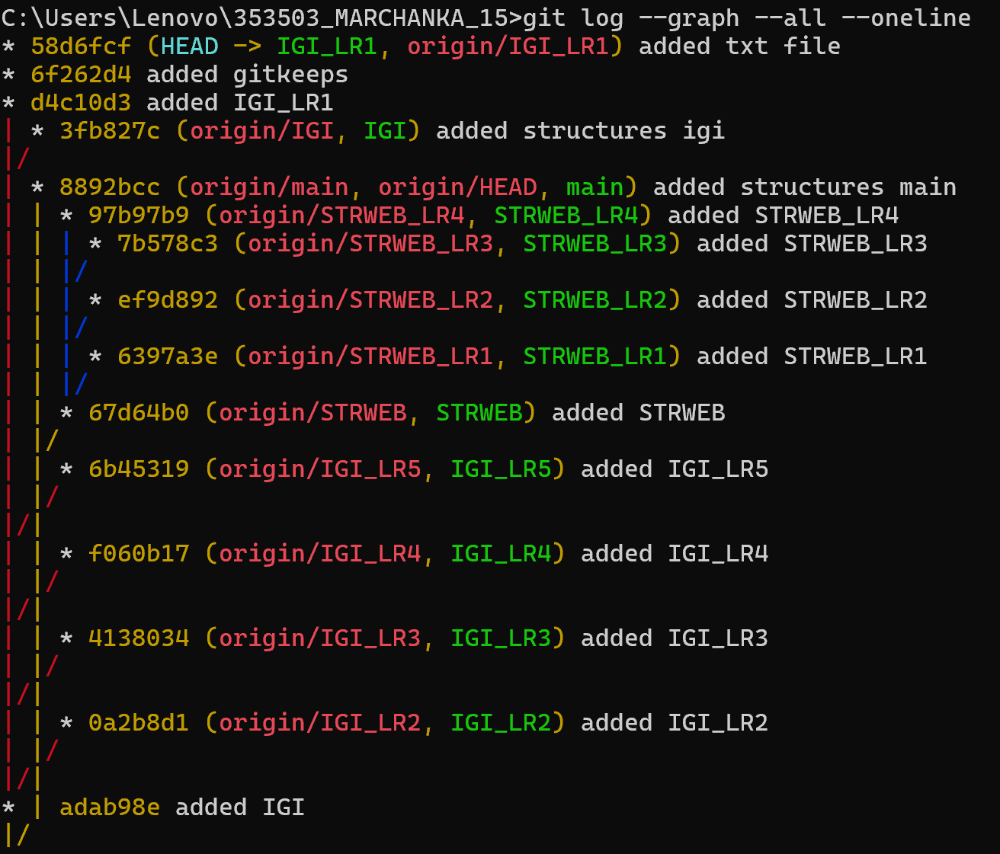 C:\Users\Lenovo\353503_MARCHANKA_15>git log --graph --all --oneline
* 58d6fcf (HEAD -> IGI_LR1, origin/IGI_LR1) added txt file
* 6f262d4 added gitkeeps
* d4c10d3 added IGI_LR1
| * 3fb827c (origin/IGI, IGI) added structures igi
|/
| * 8892bcc (origin/main, origin/HEAD, main) added structures main
| | * 97b97b9 (origin/STRWEB_LR4, STRWEB_LR4) added STRWEB_LR4
| | | * 7b578c3 (origin/STRWEB_LR3, STRWEB_LR3) added STRWEB_LR3
| | |/
| | | * ef9d892 (origin/STRWEB_LR2, STRWEB_LR2) added STRWEB_LR2
| | |/
| | | * 6397a3e (origin/STRWEB_LR1, STRWEB_LR1) added STRWEB_LR1
| | |/
| | * 67d64b0 (origin/STRWEB, STRWEB) added STRWEB
| |/
| | * 6b45319 (origin/IGI_LR5, IGI_LR5) added IGI_LR5
| |/
|/|
| | * f060b17 (origin/IGI_LR4, IGI_LR4) added IGI_LR4
| |/
|/|
| | * 4138034 (origin/IGI_LR3, IGI_LR3) added IGI_LR3
| |/
|/|
| | * 0a2b8d1 (origin/IGI_LR2, IGI_LR2) added IGI_LR2
| |/
|/|
* | adab98e added IGI
|/